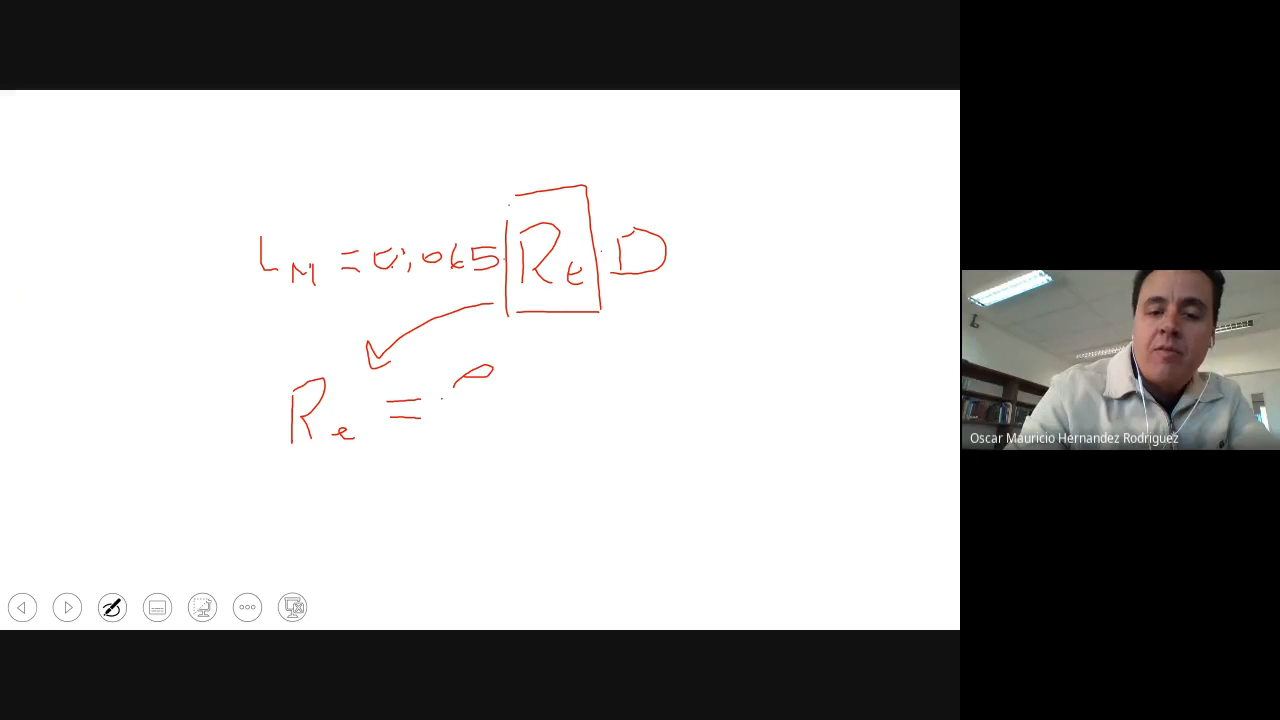 L_M = 0,065 · Re · D
Re =
Oscar Mauricio Hernandez Rodriguez